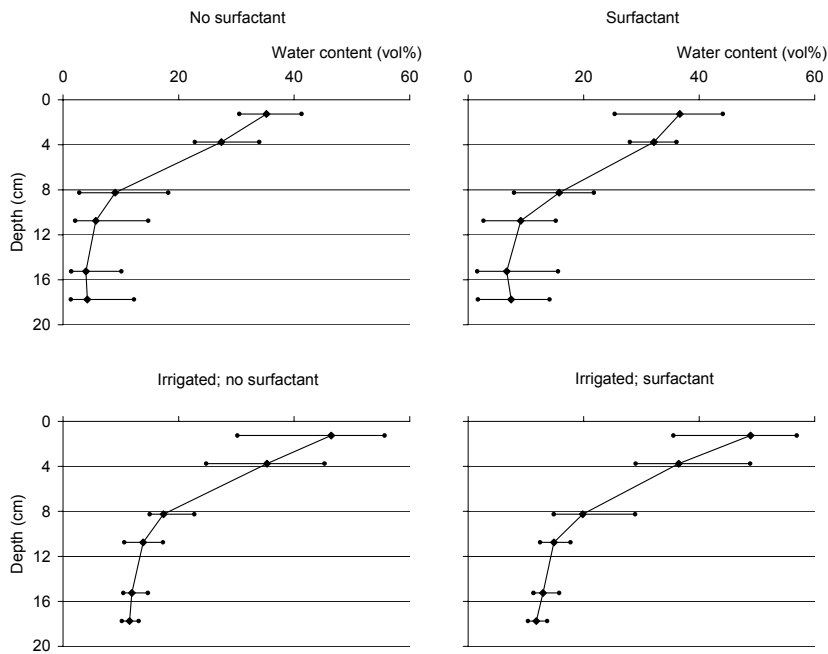 No surfactant
Surfactant
Water content (vol%)
Water content (vol%)
0 20 40 60
0 20 40 60
0
4
8
12
16
20
Depth (cm)
Irrigated; no surfactant
Irrigated; surfactant
0
4
8
12
16
20
Depth (cm)